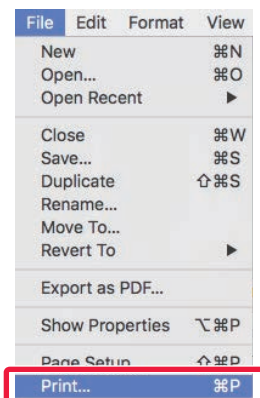 File Edit Format View
New ⌘N
Open... ⌘O
Open Recent ▶
Close ⌘W
Save... ⌘S
Duplicate ⇧⌘S
Rename...
Move To...
Revert To ▶
Export as PDF...
Show Properties ⌥⌘P
Page Setup ⇧⌘P
Print... ⌘P